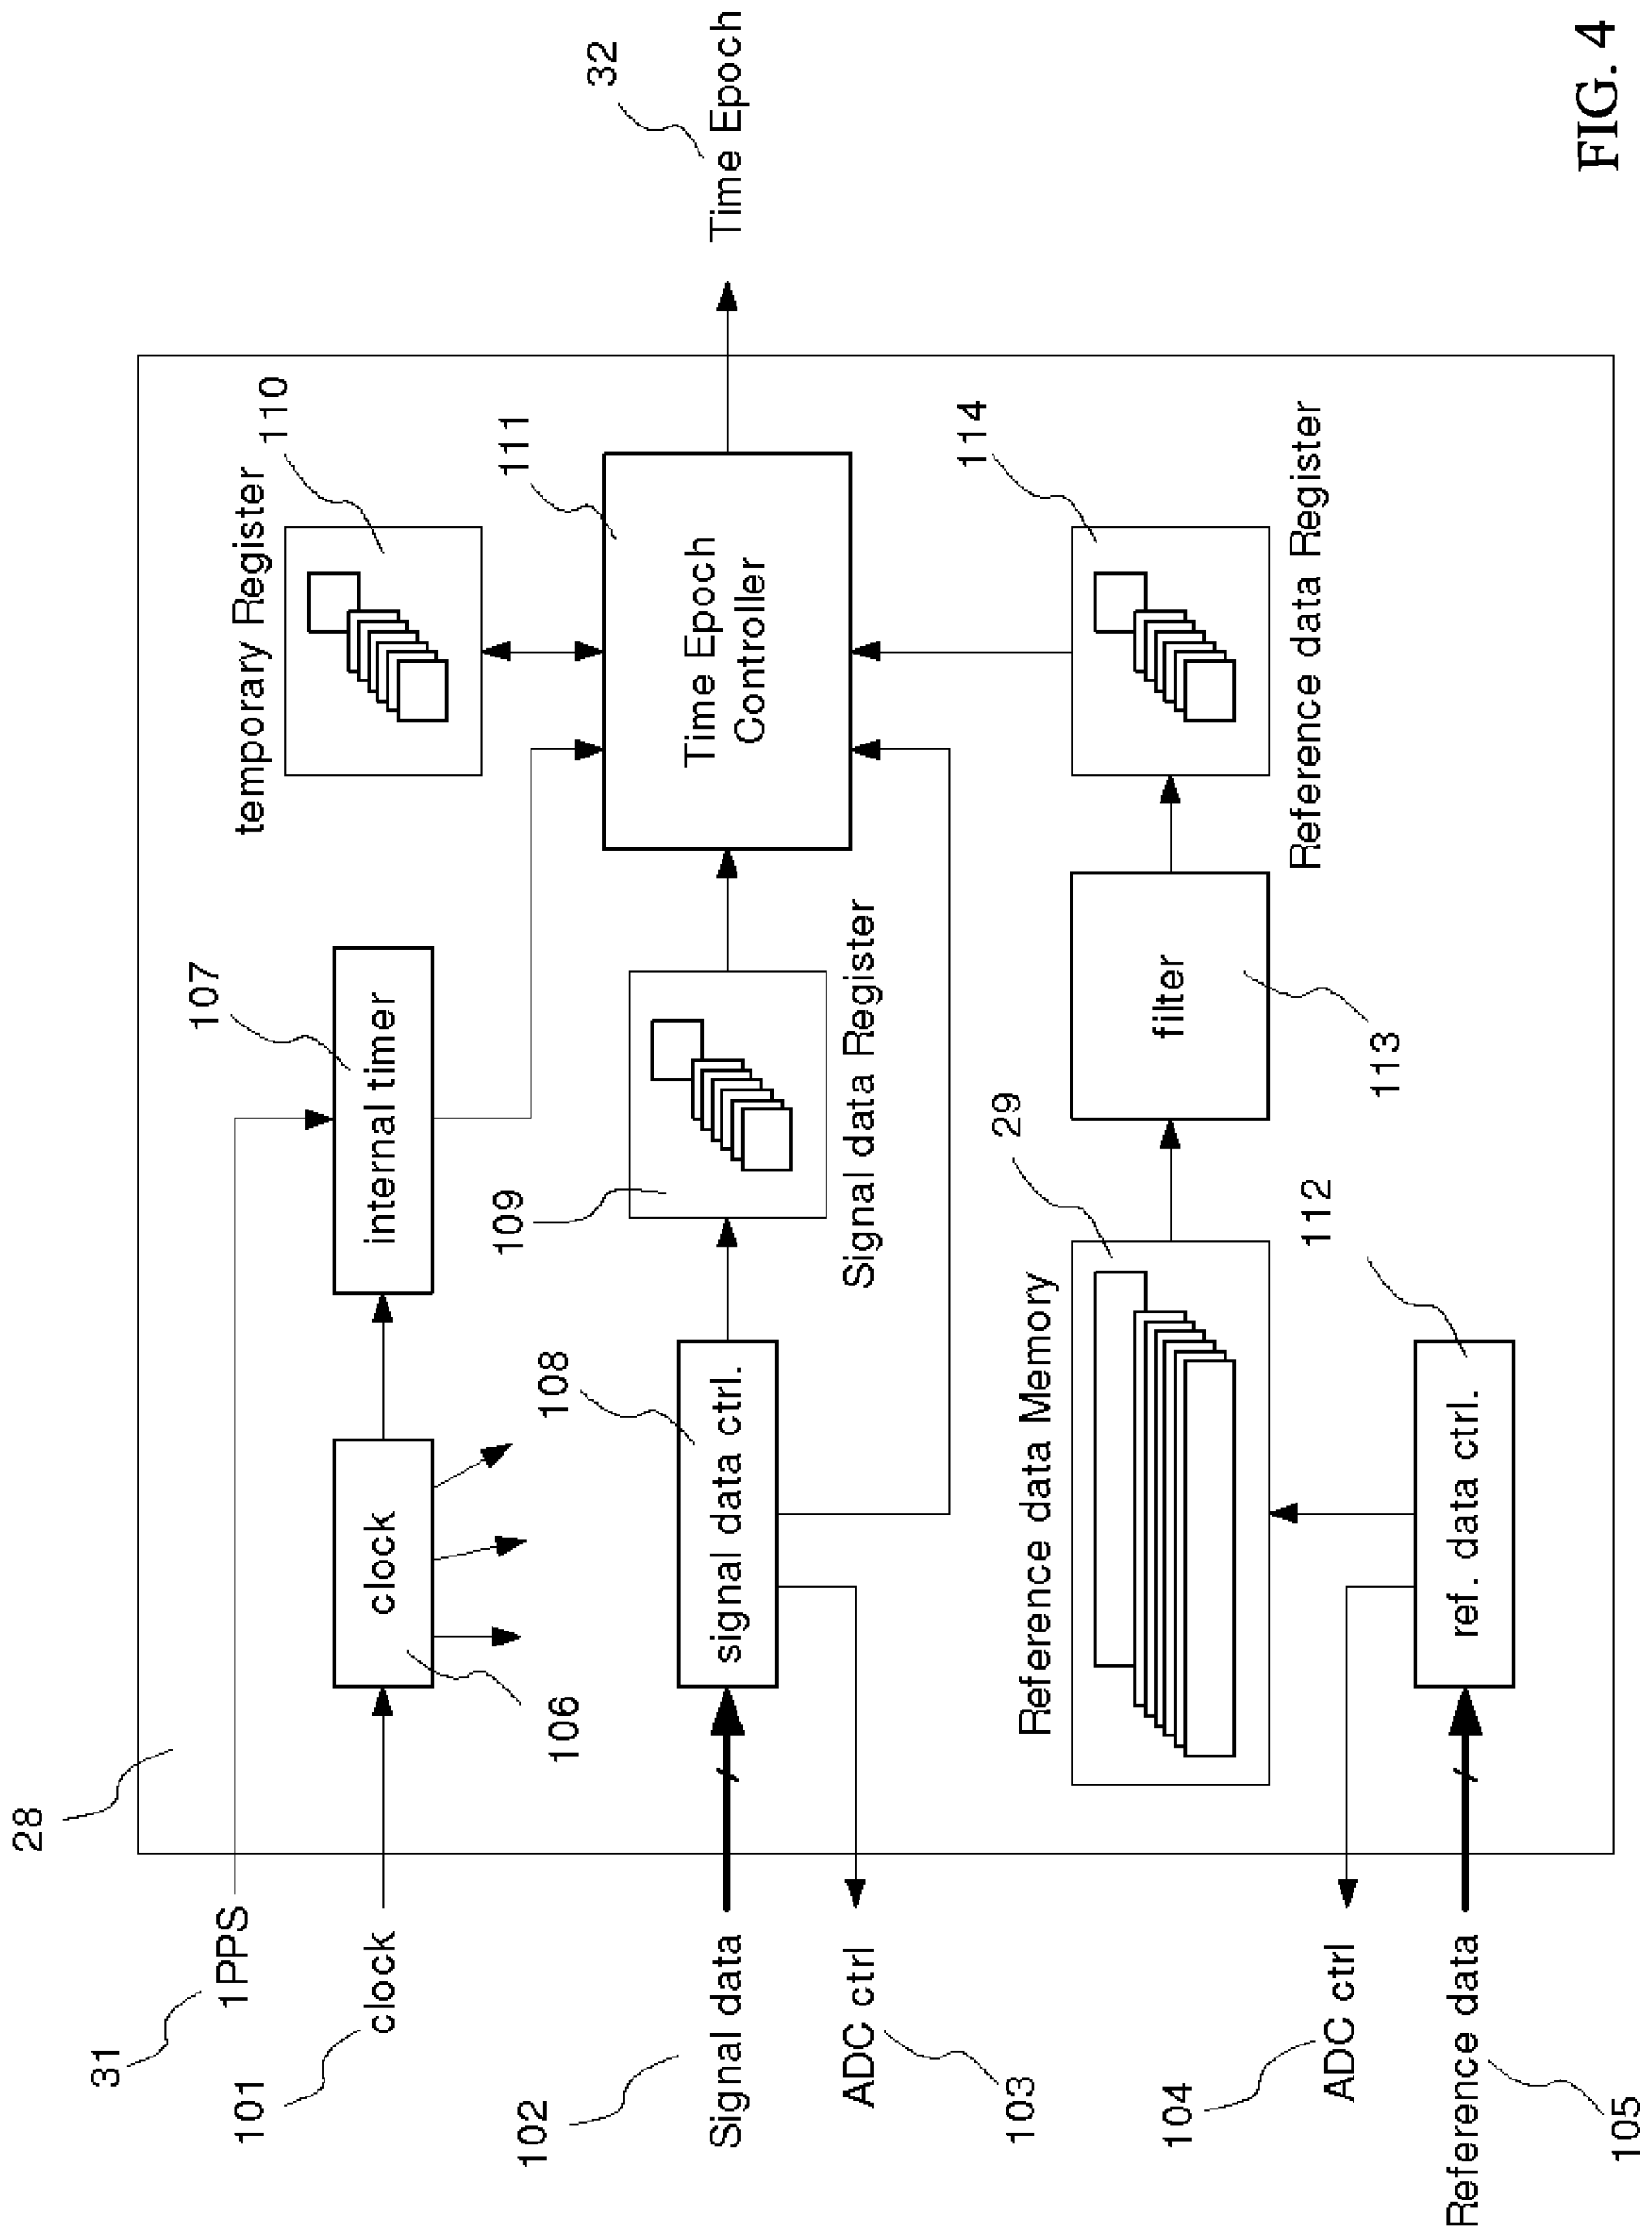 31
1PPS
101
clock
102
Signal data
ADC ctrl
103
104
ADC ctrl
Reference data
105
28
clock
106
internal timer
107
temporary Register
110
108
signal data ctrl.
109
Signal data Register
111
Time Epoch
Controller
32
Time Epoch
Reference data Memory
29
filter
113
114
Reference data Register
112
ref. data ctrl.
FIG. 4